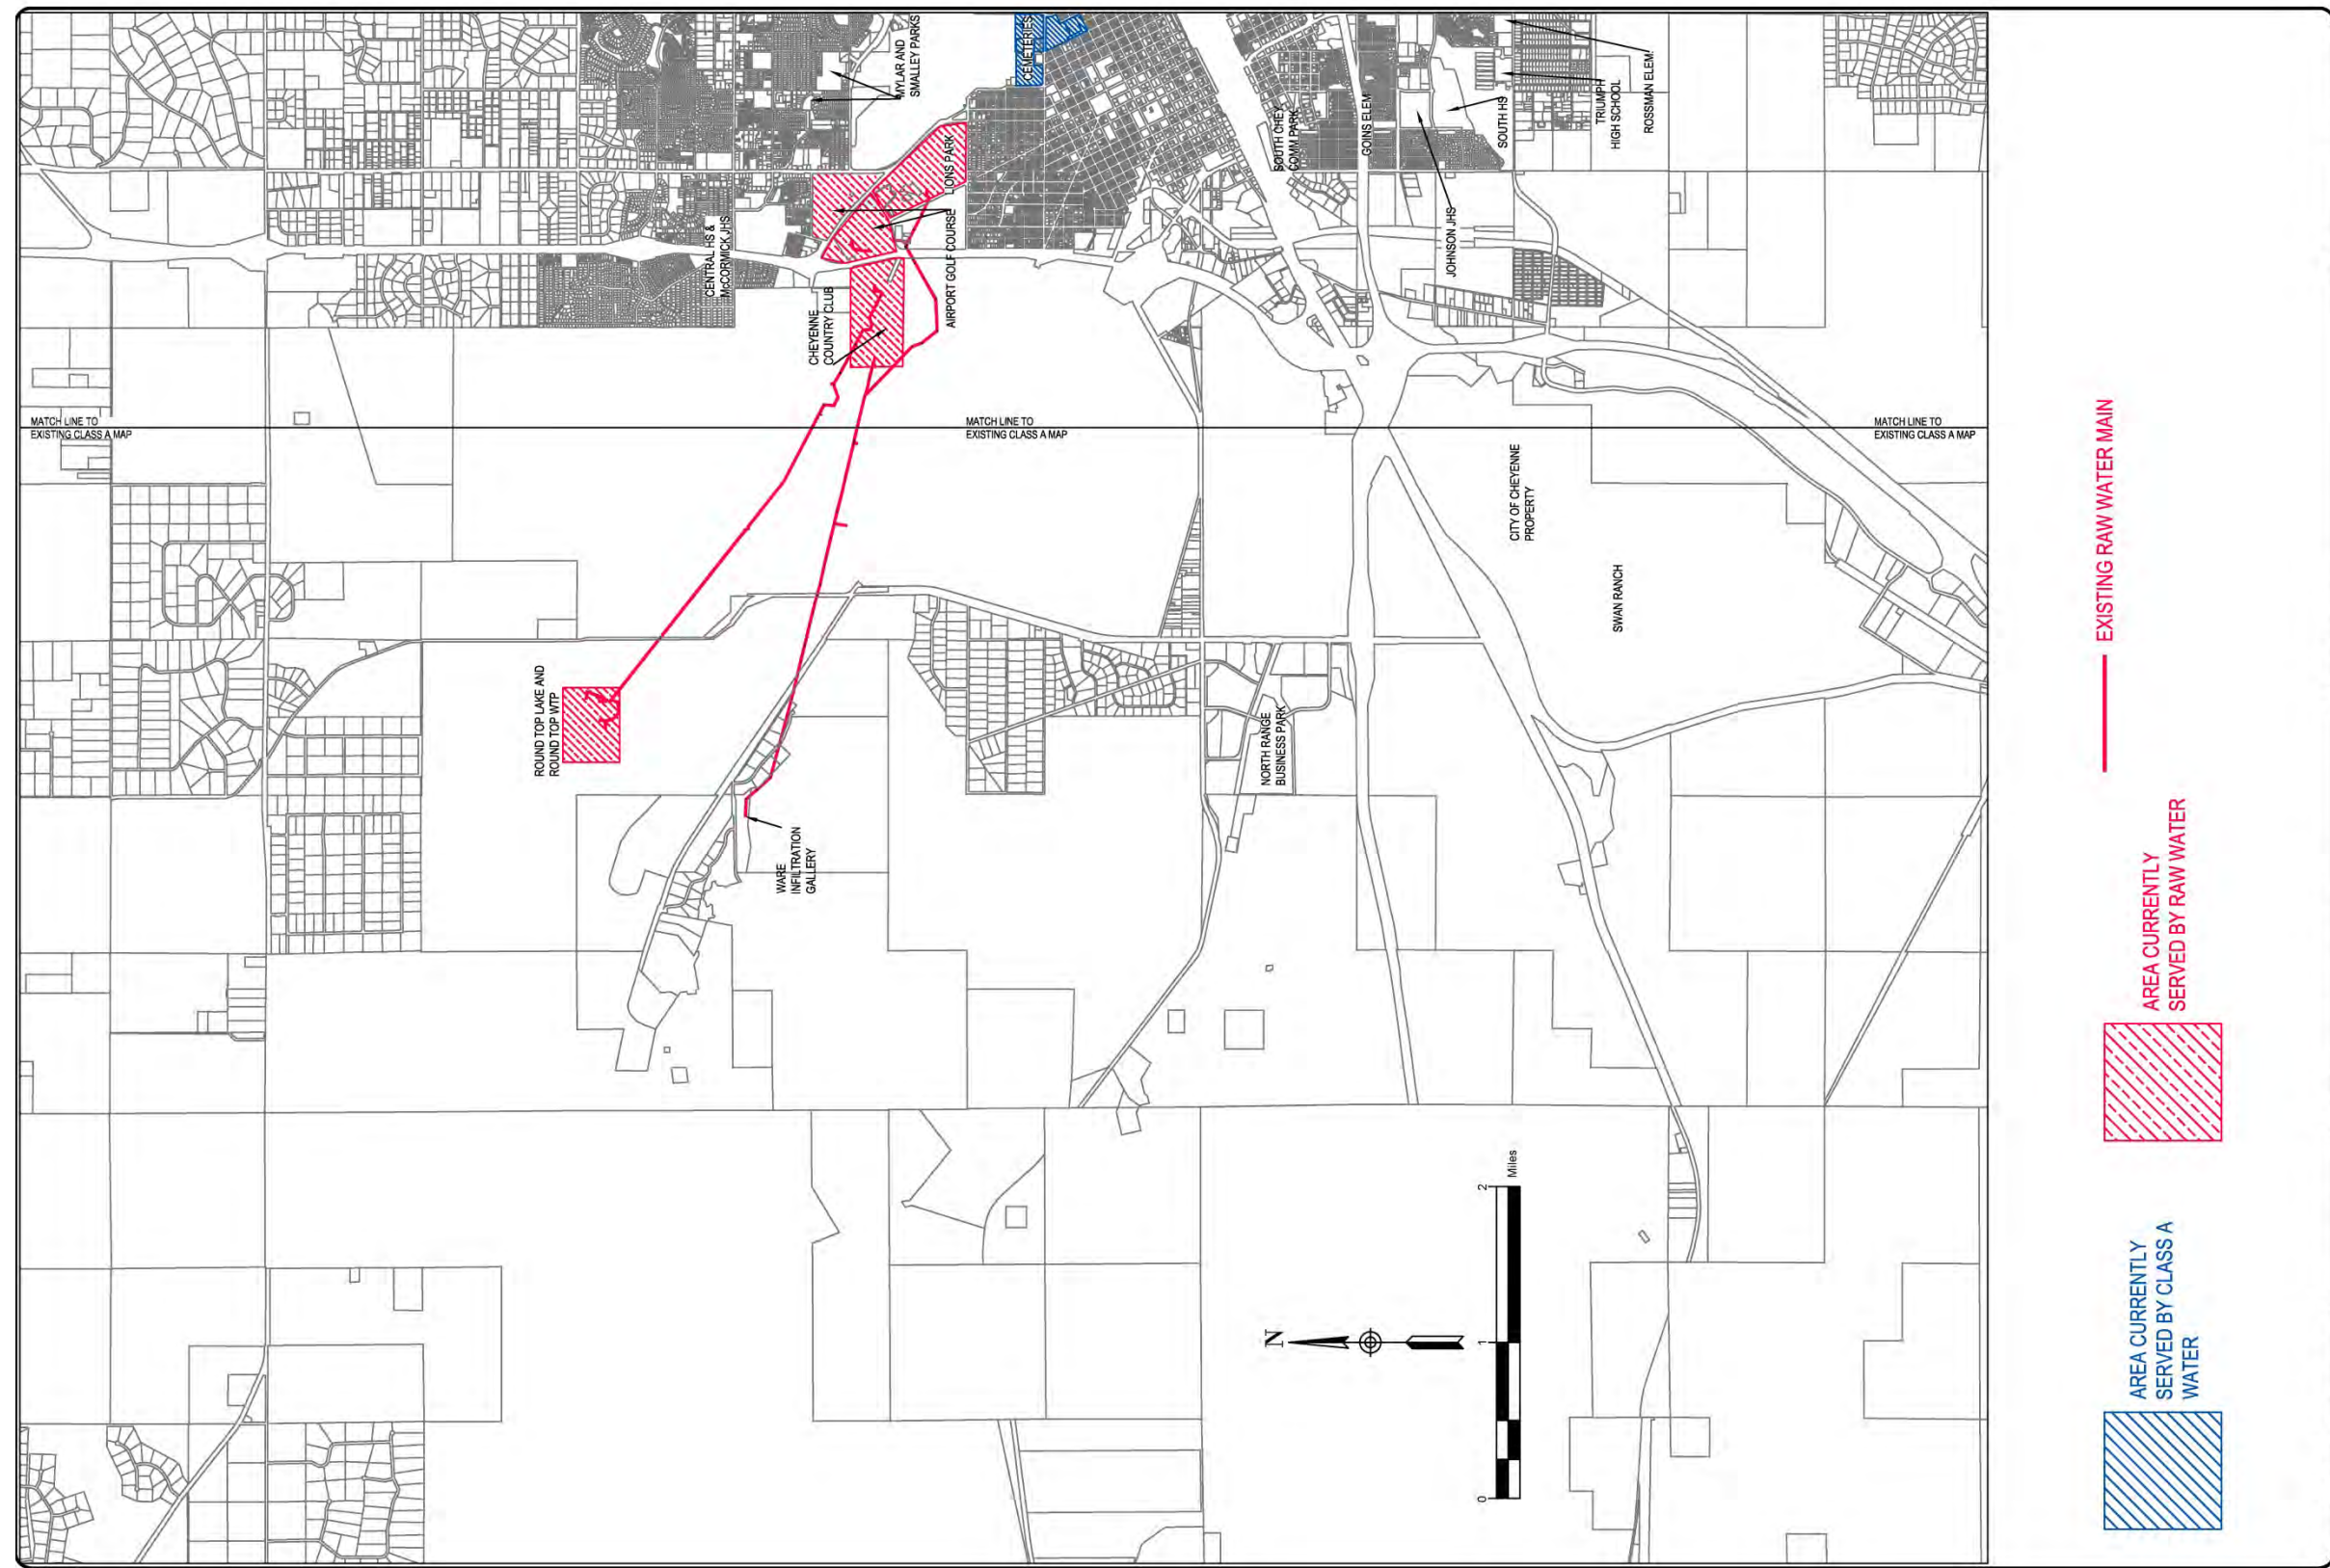 MYLAR AND
SMALLEY PARKS
CEMETERIES
LIONS PARK
AIRPORT GOLF COURSE
CENTRAL HS &
McCORMICK JHS
CHEYENNE
COUNTRY CLUB
SOUTH CHEY
COMM PARK
GOINS ELEM
JOHNSON JHS
SOUTH HS
TRIUMPH
HIGH SCHOOL
ROSSMAN ELEM
MATCH LINE TO
EXISTING CLASS A MAP
MATCH LINE TO
EXISTING CLASS A MAP
MATCH LINE TO
EXISTING CLASS A MAP
CITY OF CHEYENNE
PROPERTY
SWAN RANCH
ROUND TOP LAKE AND
ROUND TOP WTP
NORTH RANGE
BUSINESS PARK
WARE
INFILTRATION
GALLERY
N
0
1
2
Miles
AREA CURRENTLY
SERVED BY CLASS A
WATER
AREA CURRENTLY
SERVED BY RAW WATER
EXISTING RAW WATER MAIN